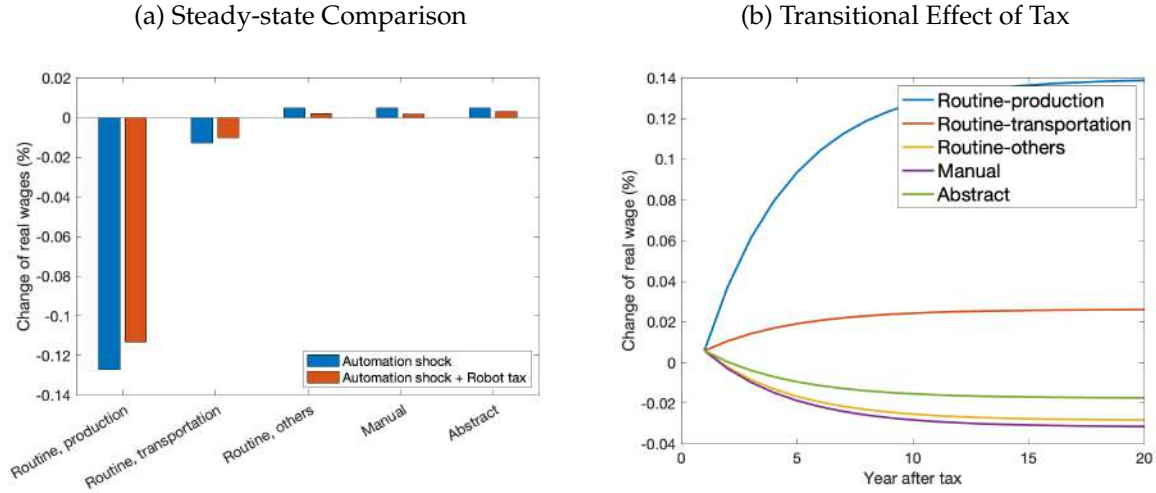 (a) Steady-state Comparison
Change of real wages (%)
0.02
0
-0.02
-0.04
-0.06
-0.08
-0.1
-0.12
-0.14
Automation shock
Automation shock + Robot tax
Routine, production
Routine, transportation
Routine, others
Manual
Abstract
(b) Transitional Effect of Tax
Change of real wage (%)
0.14
0.12
0.1
0.08
0.06
0.04
0.02
0
-0.02
-0.04
Routine-production
Routine-transportation
Routine-others
Manual
Abstract
0
5
10
15
20
Year after tax